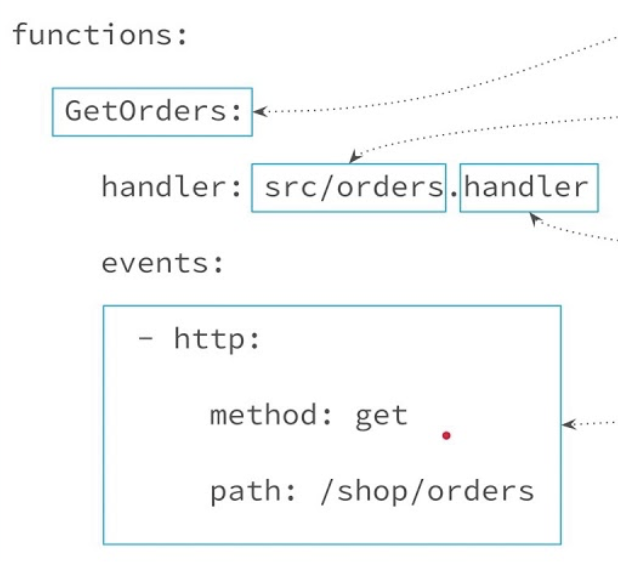 functions:
GetOrders:
handler: src/orders.handler
events:
- http:
method: get
path: /shop/orders